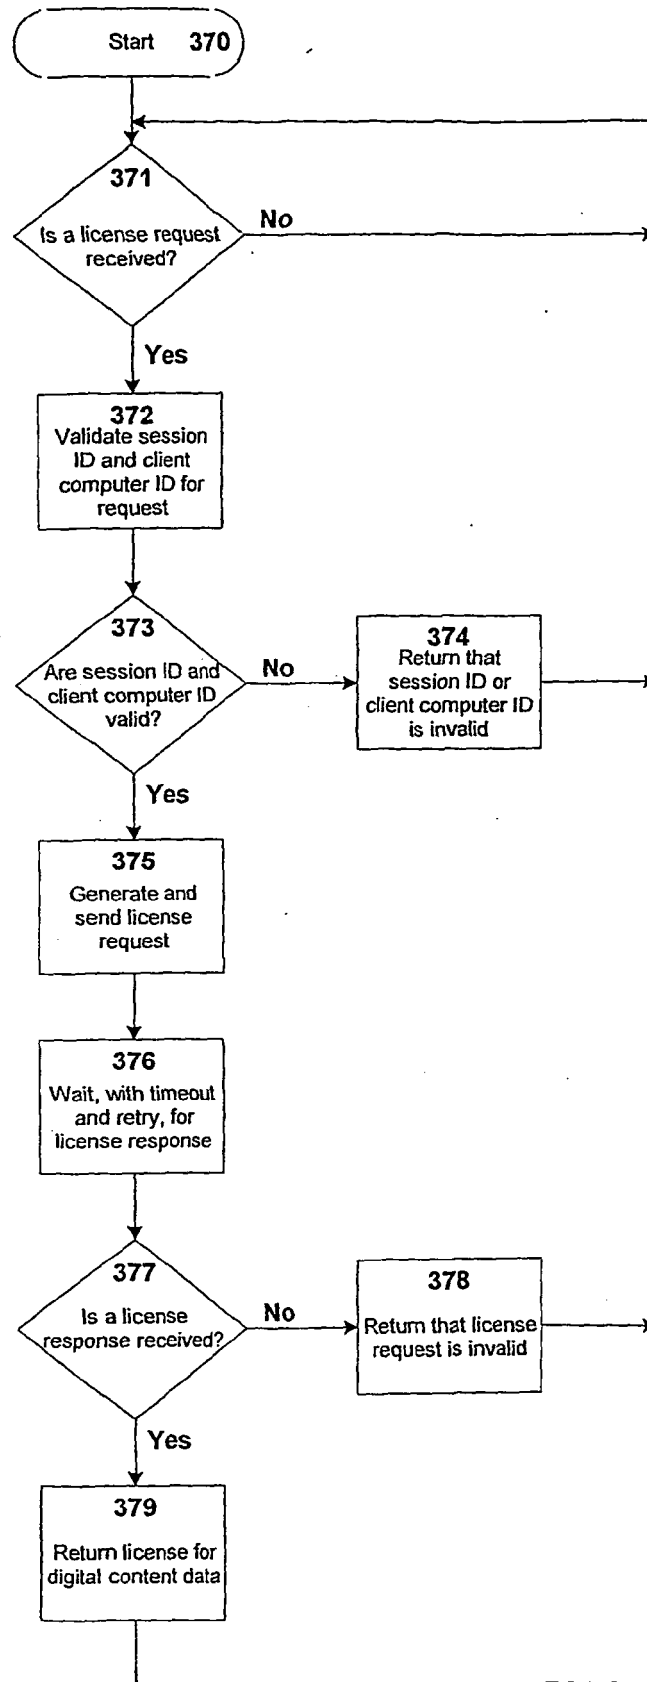 Start 370
371
Is a license request
received?
No
Yes
372
Validate session
ID and client
computer ID for
request
373
Are session ID and
client computer ID
valid?
No
374
Return that
session ID or
client computer ID
is invalid
Yes
375
Generate and
send license
request
376
Wait, with timeout
and retry, for
license response
377
Is a license
response received?
No
378
Return that license
request is invalid
Yes
379
Return license for
digital content data